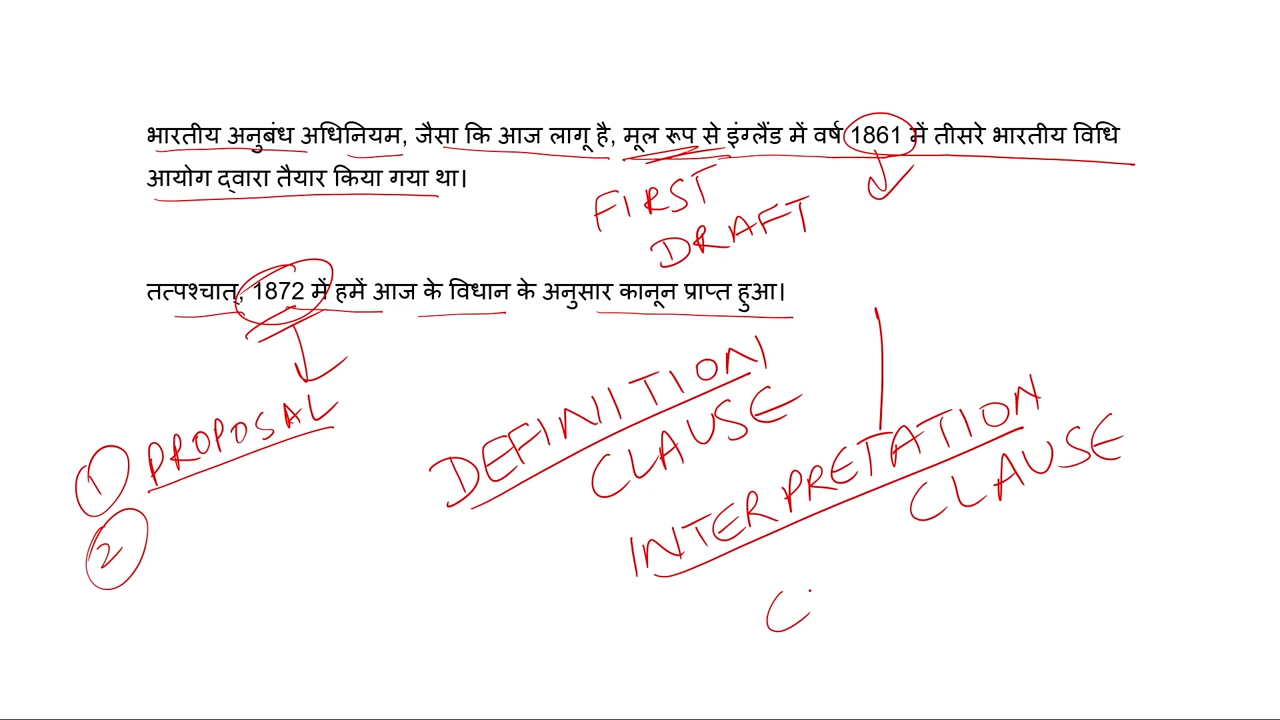 भारतीय अनुबंध अधिनियम, जैसा कि आज लागू है, मूल रूप से इंग्लैंड में वर्ष 1861 में तीसरे भारतीय विधि
आयोग द्वारा तैयार किया गया था।
FIRST
DRAFT
तत्पश्चात, 1872 में हमें आज के विधान के अनुसार कानून प्राप्त हुआ।
1 PROPOSAL
2
DEFINITION
CLAUSE
INTERPRETATION
CLAUSE
C